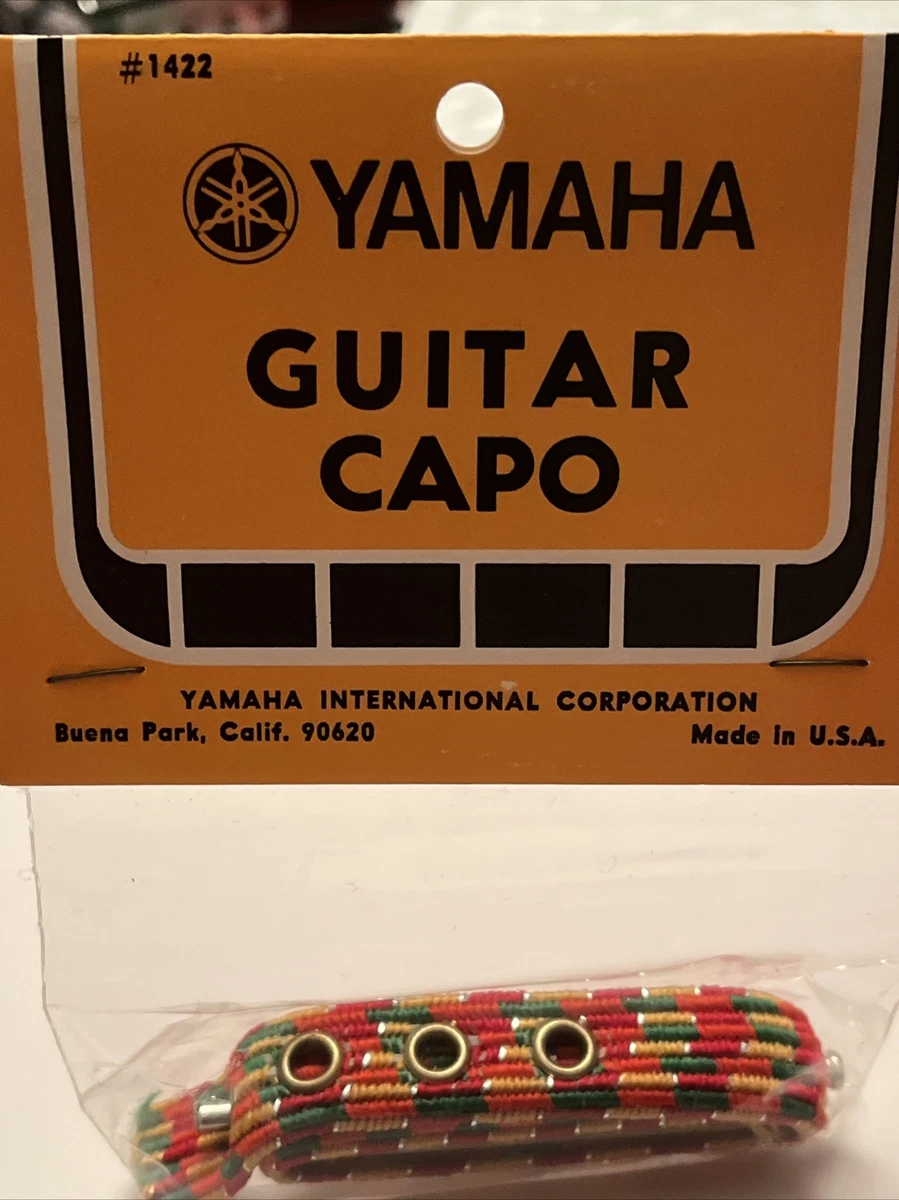 #1422
YAMAHA
GUITAR
CAPO
YAMAHA INTERNATIONAL CORPORATION
Buena Park, Calif. 90620 Made in U.S.A.